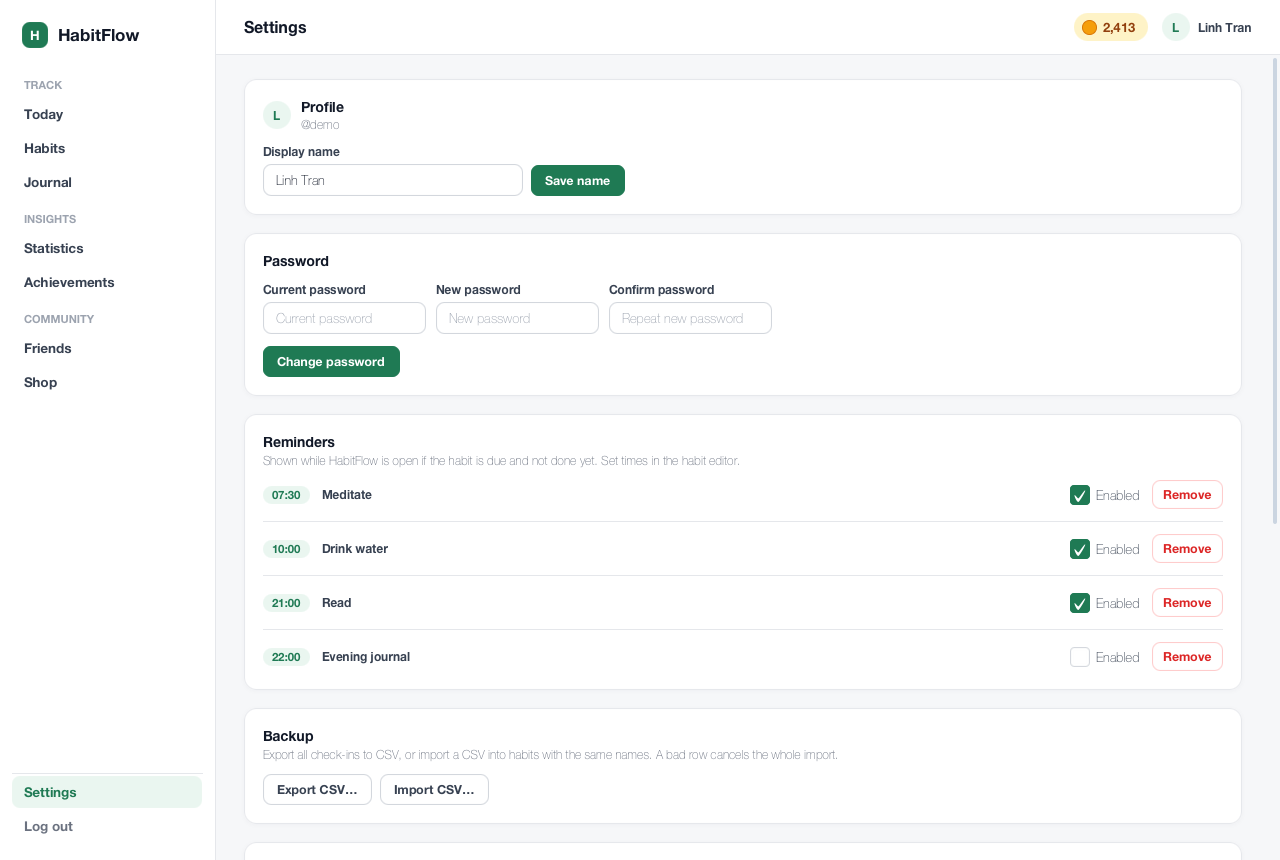 H HabitFlow
TRACK
Today
Habits
Journal
INSIGHTS
Statistics
Achievements
COMMUNITY
Friends
Shop
Settings
Log out
Settings
2,413
L Linh Tran
L
Profile
@demo
Display name
Linh Tran
Save name
Password
Current password New password Confirm password
Current password New password Repeat new password
Change password
Reminders
Shown while HabitFlow is open if the habit is due and not done yet. Set times in the habit editor.
07:30 Meditate Enabled Remove
10:00 Drink water Enabled Remove
21:00 Read Enabled Remove
22:00 Evening journal Enabled Remove
Backup
Export all check-ins to CSV, or import a CSV into habits with the same names. A bad row cancels the whole import.
Export CSV... Import CSV...